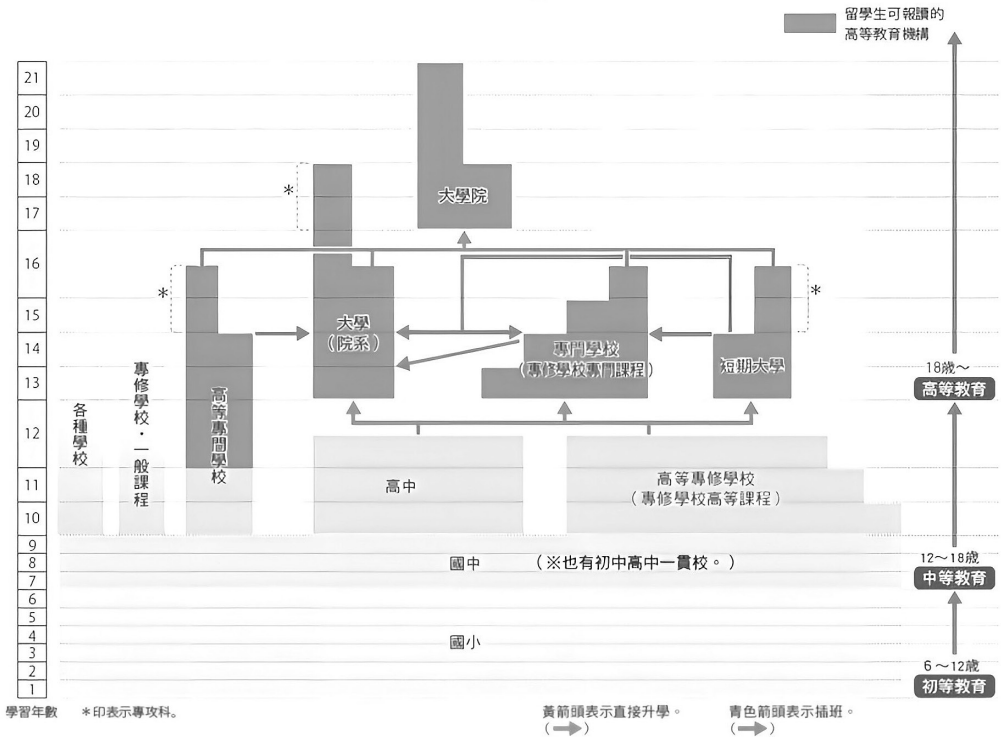 留學生可報讀的
高等教育機構
21
20
19
18
17
16
15
14
13
12
11
10
9
8
7
6
5
4
3
2
1
學習年數
*
*
*
大學院
大學
(院系)
專門學校
(專修學校專門課程)
短期大學
各種學校
專修學校・一般課程
高等專門學校
高中
高等專修學校
(專修學校高等課程)
國中 (※也有初中高中一貫校。)
國小
18歲～
高等教育
12～18歲
中等教育
6～12歲
初等教育
*印表示專攻科。
黃箭頭表示直接升學。
(➡)
青色箭頭表示插班。
(➡)